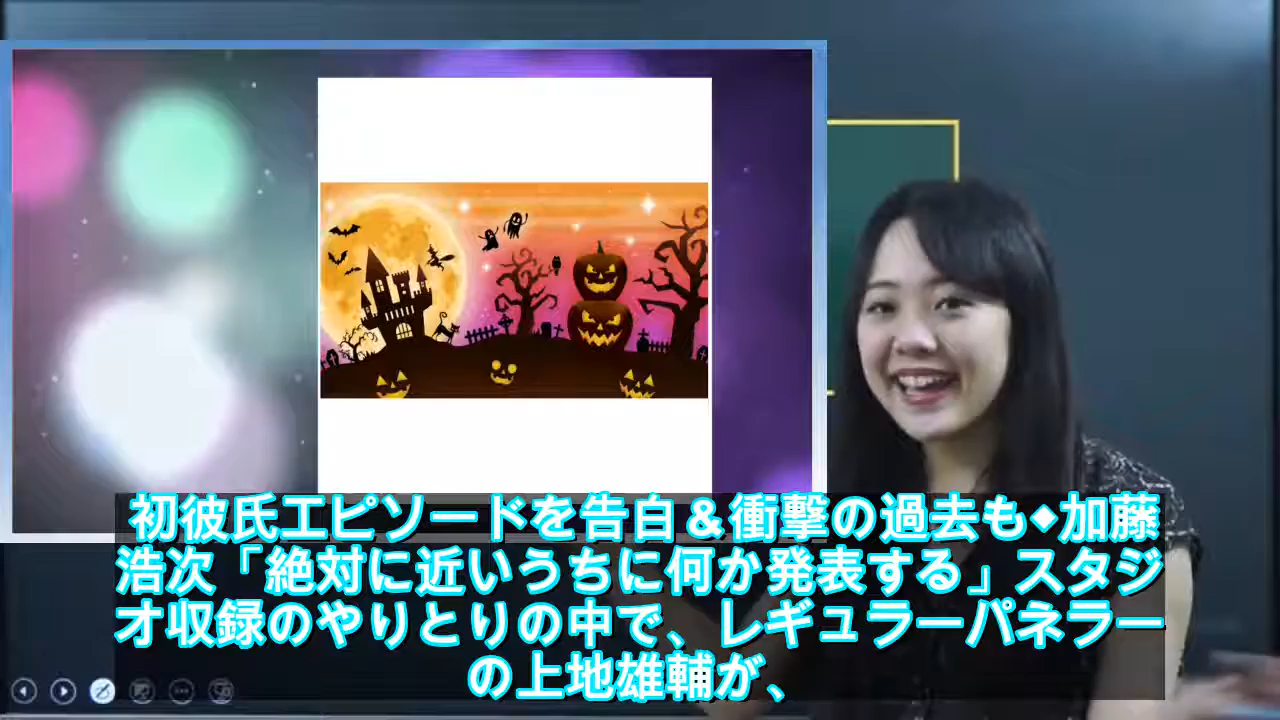 初彼氏エピソードを告白＆衝撃の過去も◆加藤
浩次「絶対に近いうちに何か発表する」スタジ
オ収録のやりとりの中で、レギュラーパネラー
の上地雄輔が、